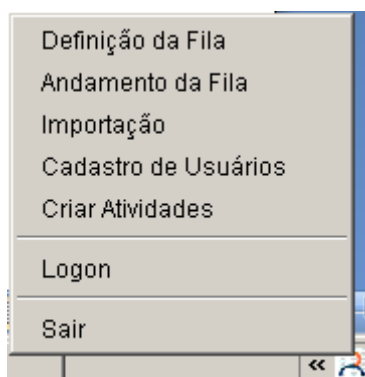 Definição da Fila
Andamento da Fila
Importação
Cadastro de Usuários
Criar Atividades
Logon
Sair
«